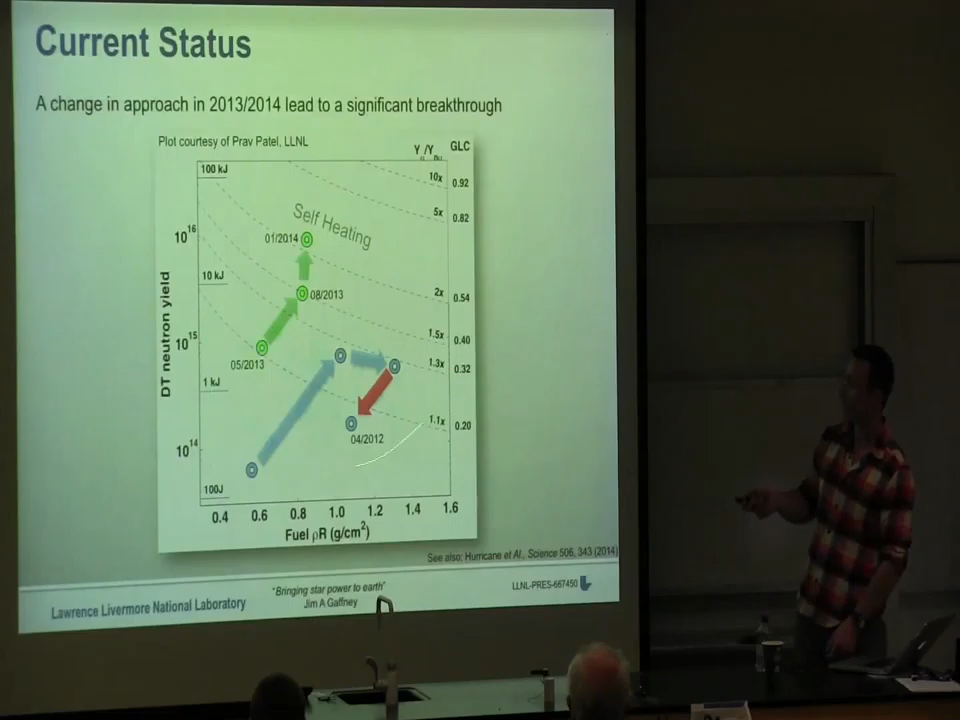 Current Status
A change in approach in 2013/2014 lead to a significant breakthrough
Plot courtesy of Prav Patel, LLNL
GLC
100 kJ
10x
0.92
5x
0.82
Self Heating
10^16
01/2014
10 kJ
08/2013
2x
0.54
DT neutron yield
10^15
1.5x
0.40
05/2013
1.3x
0.32
1 kJ
1.1x
0.20
04/2012
10^14
100J
0.4 0.6 0.8 1.0 1.2 1.4 1.6
Fuel ρR (g/cm^2)
See also: Hurricane et Al., Science 506, 343 (2014)
"Bringing star power to earth"
LLNL-PRES-667450
Lawrence Livermore National Laboratory
Jim A Gaffney